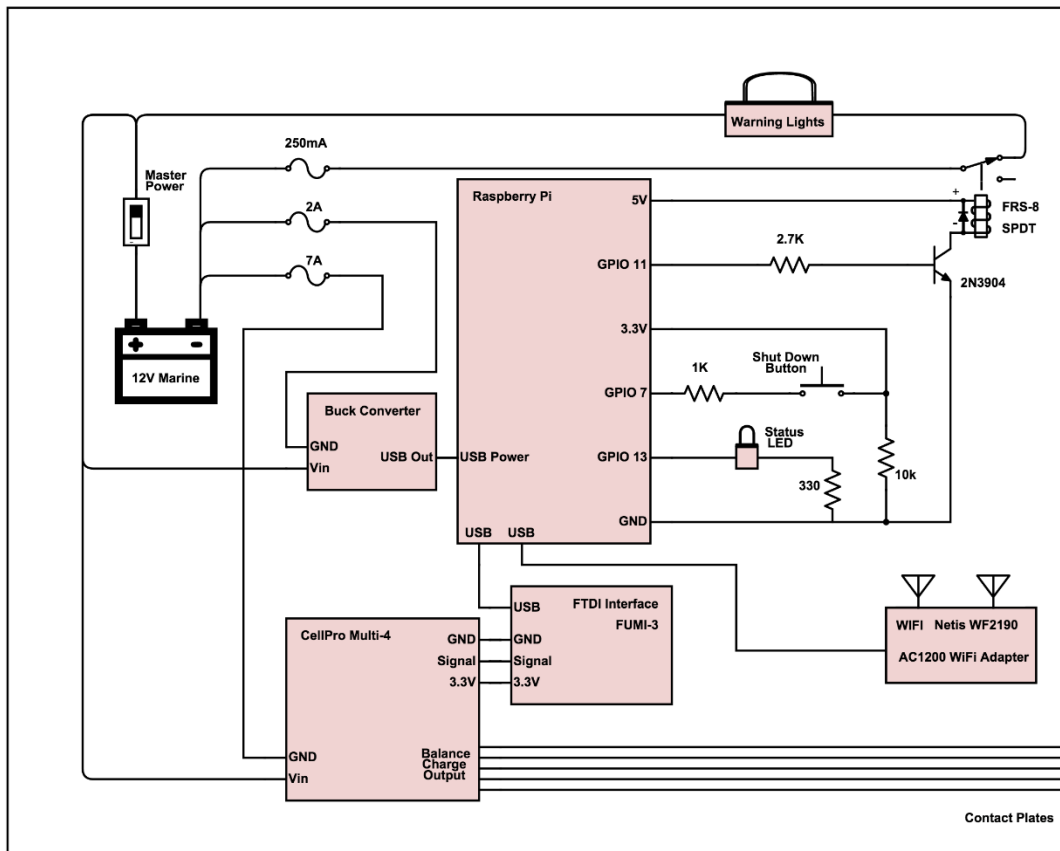 Warning Lights
250mA
Master
Power
2A
7A
+
-
12V Marine
Raspberry Pi
5V
GPIO 11
3.3V
GPIO 7
GPIO 13
GND
USB Power
USB
USB
2.7K
+
-
FRS-8
SPDT
2N3904
Shut Down
Button
1K
Status
LED
330
10k
Buck Converter
GND
Vin
USB Out
FTDI Interface
FUMI-3
USB
GND
Signal
3.3V
CellPro Multi-4
GND
Signal
3.3V
GND
Vin
Balance
Charge
Output
WIFI Netis WF2190
AC1200 WiFi Adapter
Contact Plates